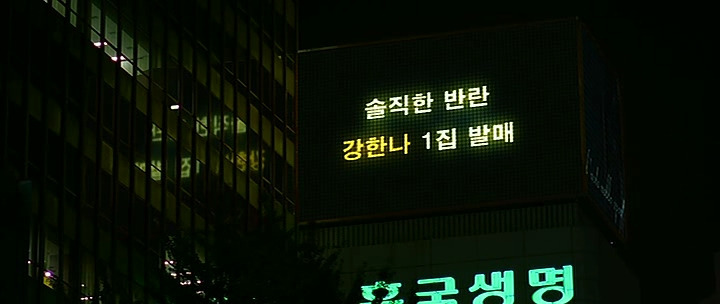 솔직한 반란
강한나 1집 발매
흥국생명